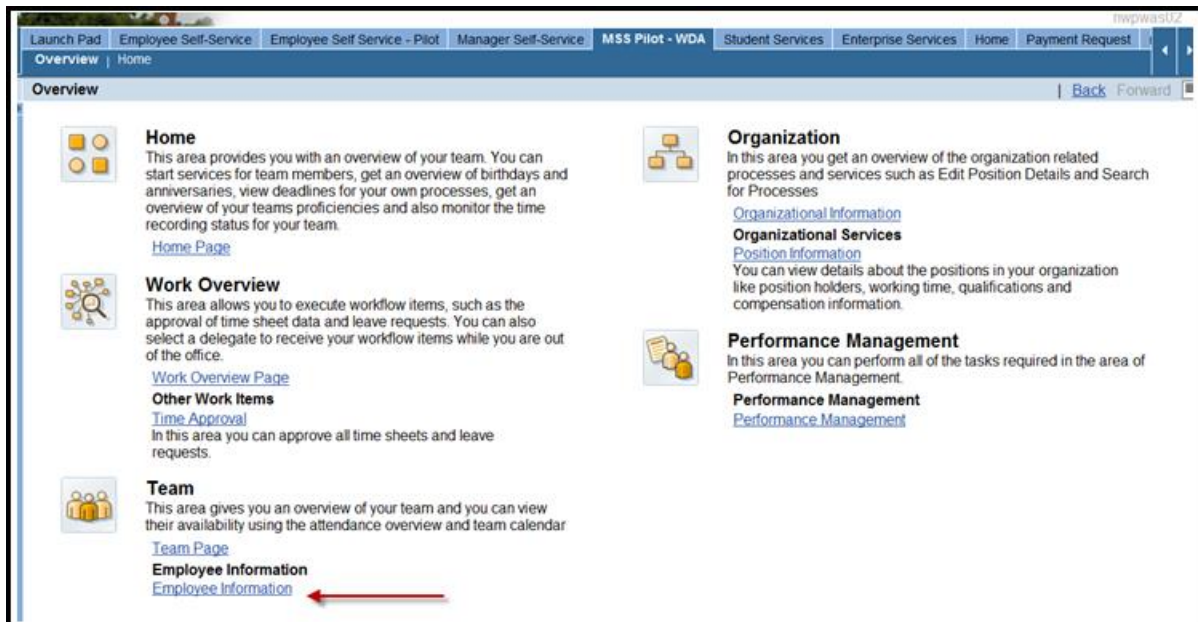 nwpwas02
Launch Pad Employee Self-Service Employee Self Service - Pilot Manager Self-Service MSS Pilot - WDA Student Services Enterprise Services Home Payment Request
Overview | Home
Overview | Back Forward
Home
This area provides you with an overview of your team. You can
start services for team members, get an overview of birthdays and
anniversaries, view deadlines for your own processes, get an
overview of your teams proficiencies and also monitor the time
recording status for your team.
Home Page
Work Overview
This area allows you to execute workflow items, such as the
approval of time sheet data and leave requests. You can also
select a delegate to receive your workflow items while you are out
of the office.
Work Overview Page
Other Work Items
Time Approval
In this area you can approve all time sheets and leave
requests.
Team
This area gives you an overview of your team and you can view
their availability using the attendance overview and team calendar
Team Page
Employee Information
Employee Information
Organization
In this area you get an overview of the organization related
processes and services such as Edit Position Details and Search
for Processes
Organizational Information
Organizational Services
Position Information
You can view details about the positions in your organization
like position holders, working time, qualifications and
compensation information.
Performance Management
In this area you can perform all of the tasks required in the area of
Performance Management.
Performance Management
Performance Management